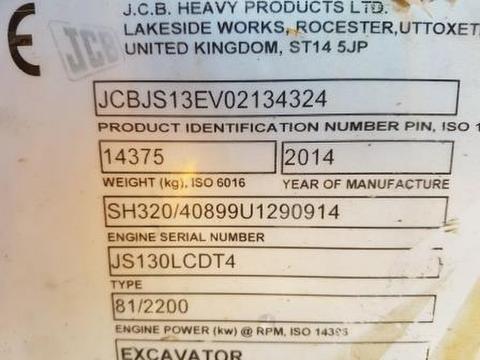 J.C.B. HEAVY PRODUCTS LTD.
LAKESIDE WORKS, ROCESTER, UTTOXET
UNITED KINGDOM, ST14 5JP
CE
JCB
JCBJS13EV02134324
PRODUCT IDENTIFICATION NUMBER PIN, ISO 1
14375 2014
WEIGHT (kg), ISO 6016 YEAR OF MANUFACTURE
SH320/40899U1290914
ENGINE SERIAL NUMBER
JS130LCDT4
TYPE
81/2200
ENGINE POWER (kw) @ RPM, ISO 14396
EXCAVATOR